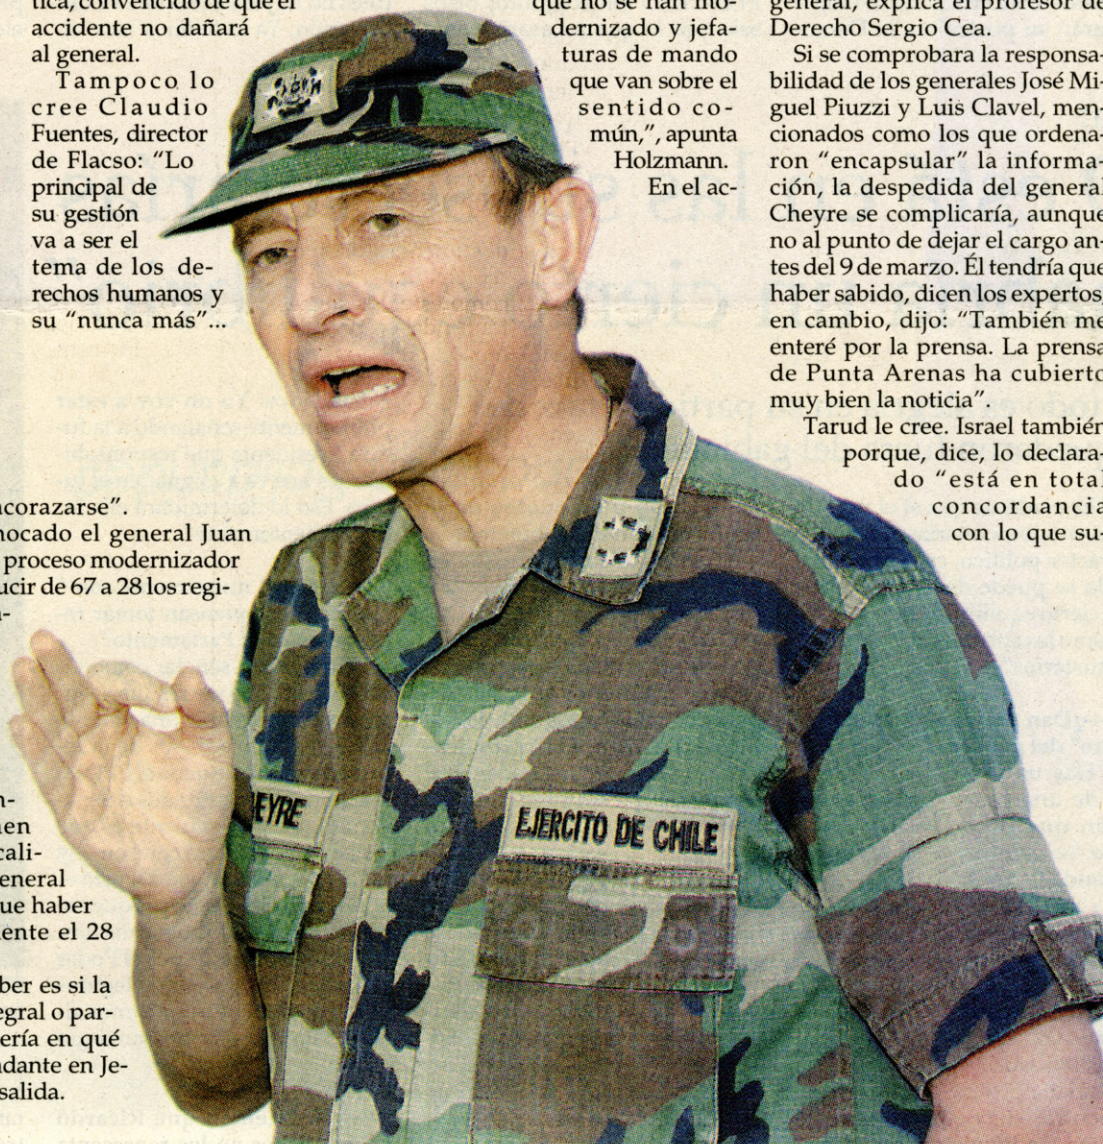 tica, convencido de que el
accidente no dañará
al general.
Tampoco lo
cree Claudio
Fuentes, director
de Flacso: “Lo
principal de
su gestión
va a ser el
tema de los de-
rechos humanos y
su “nunca más”...
acorazarse”.
nocado el general Juan
proceso modernizador
ucir de 67 a 28 los regi-
n-
nen
cali-
eneral
ue haber
ente el 28
ber es si la
egral o par-
ería en qué
ndante en Je-
salida.
que no se han mo-
dernizado y jefa-
turas de mando
que van sobre el
sentido co-
mún,”, apunta
Holzmann.
En el ac-
general, explica el profesor de
Derecho Sergio Cea.
Si se comprobara la responsa-
bilidad de los generales José Mi-
guel Piuzzi y Luis Clavel, men-
cionados como los que ordena-
ron “encapsular” la informa-
ción, la despedida del general
Cheyre se complicaría, aunque
no al punto de dejar el cargo an-
tes del 9 de marzo. Él tendría que
haber sabido, dicen los expertos,
en cambio, dijo: “También me
enteré por la prensa. La prensa
de Punta Arenas ha cubierto
muy bien la noticia”.
Tarud le cree. Israel también
porque, dice, lo declara-
do “está en total
concordancia
con lo que su-
EYRE
EJERCITO DE CHILE